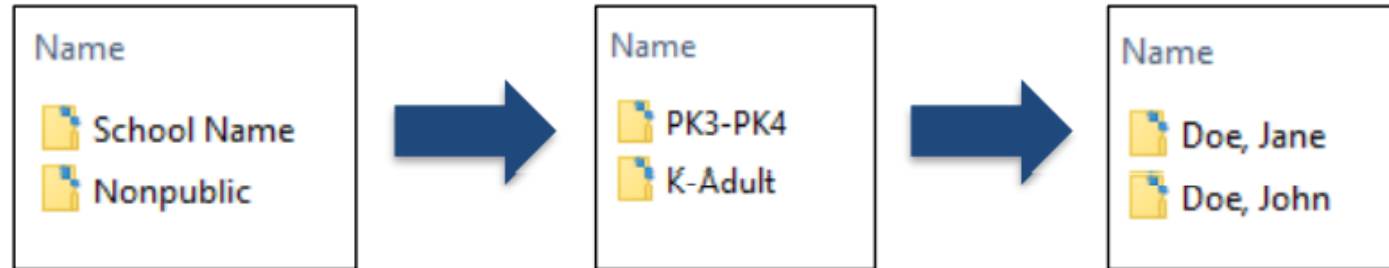 Name
School Name
Nonpublic
Name
PK3-PK4
K-Adult
Name
Doe, Jane
Doe, John